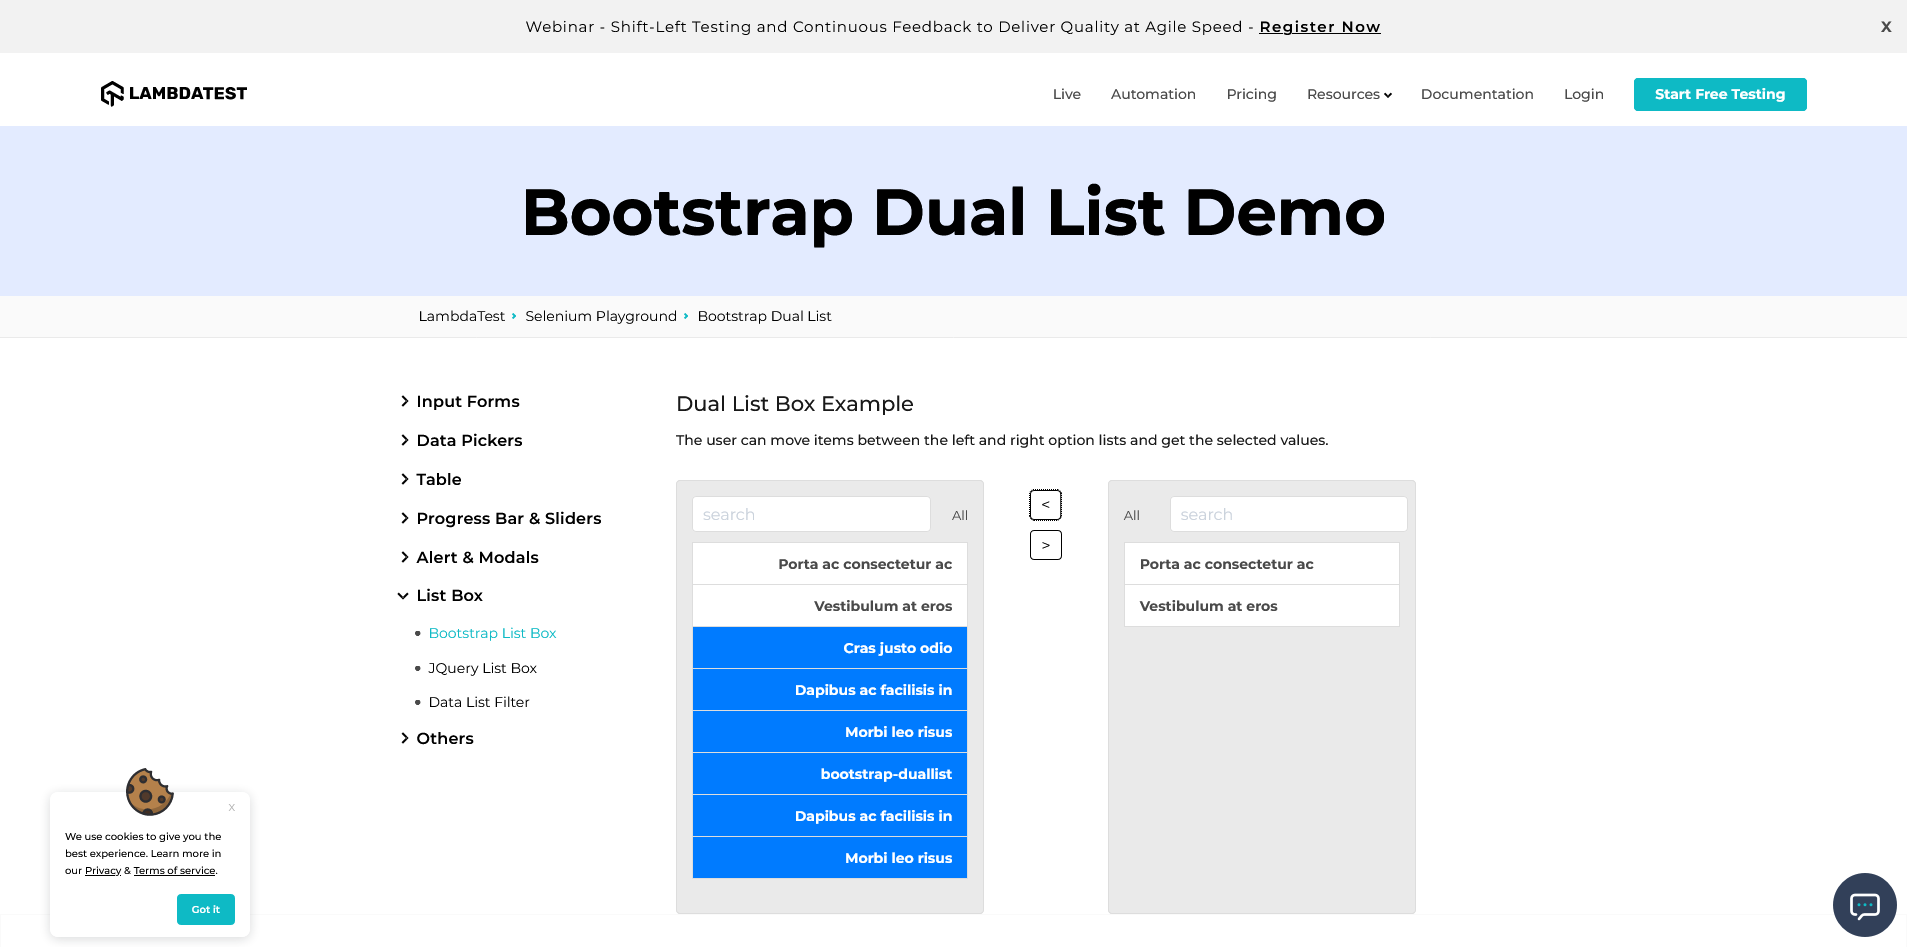 Webinar - Shift-Left Testing and Continuous Feedback to Deliver Quality at Agile Speed - Register Now
X
LAMBDATEST
Live
Automation
Pricing
Resources
Documentation
Login
Start Free Testing
Bootstrap Dual List Demo
LambdaTest
Selenium Playground
Bootstrap Dual List
Input Forms
Data Pickers
Table
Progress Bar & Sliders
Alert & Modals
List Box
Bootstrap List Box
JQuery List Box
Data List Filter
Others
Dual List Box Example
The user can move items between the left and right option lists and get the selected values.
search
All
Porta ac consectetur ac
Vestibulum at eros
Cras justo odio
Dapibus ac facilisis in
Morbi leo risus
bootstrap-duallist
Dapibus ac facilisis in
Morbi leo risus
<
>
All
search
Porta ac consectetur ac
Vestibulum at eros
x
We use cookies to give you the
best experience. Learn more in
our Privacy & Terms of service.
Got it